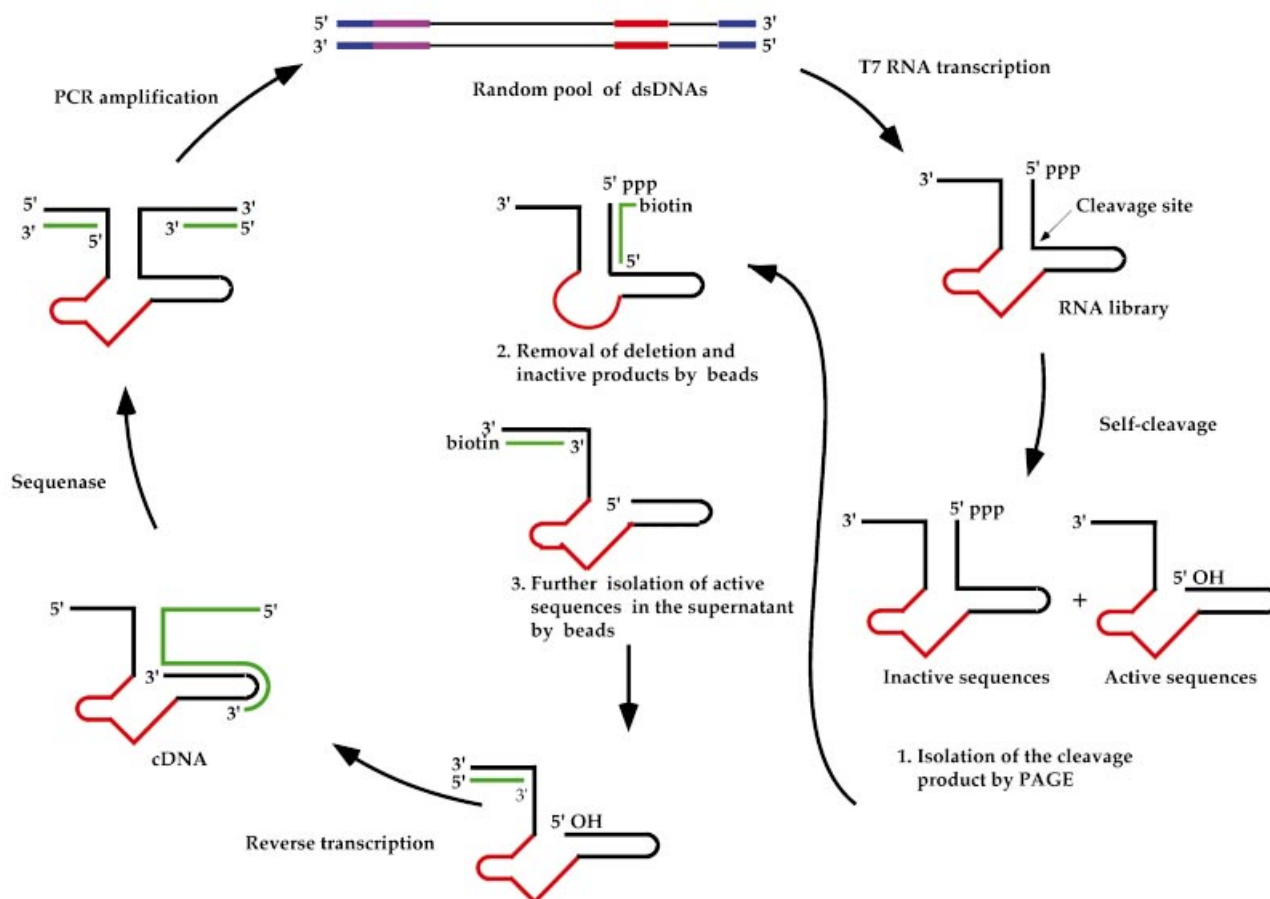 5' 3'
3' 5'
Random pool of dsDNAs
T7 RNA transcription
3'
5' ppp
Cleavage site
RNA library
Self-cleavage
3'
5' ppp
Inactive sequences
+
3'
5' OH
Active sequences
1. Isolation of the cleavage
product by PAGE
3'
5' ppp
biotin
5'
2. Removal of deletion and
inactive products by beads
3'
biotin
3'
5'
3. Further isolation of active
sequences in the supernatant
by beads
3'
5'
3'
5' OH
Reverse transcription
5'
5'
3'
3'
cDNA
Sequenase
5'
3'
5'
3'
3'
5'
PCR amplification